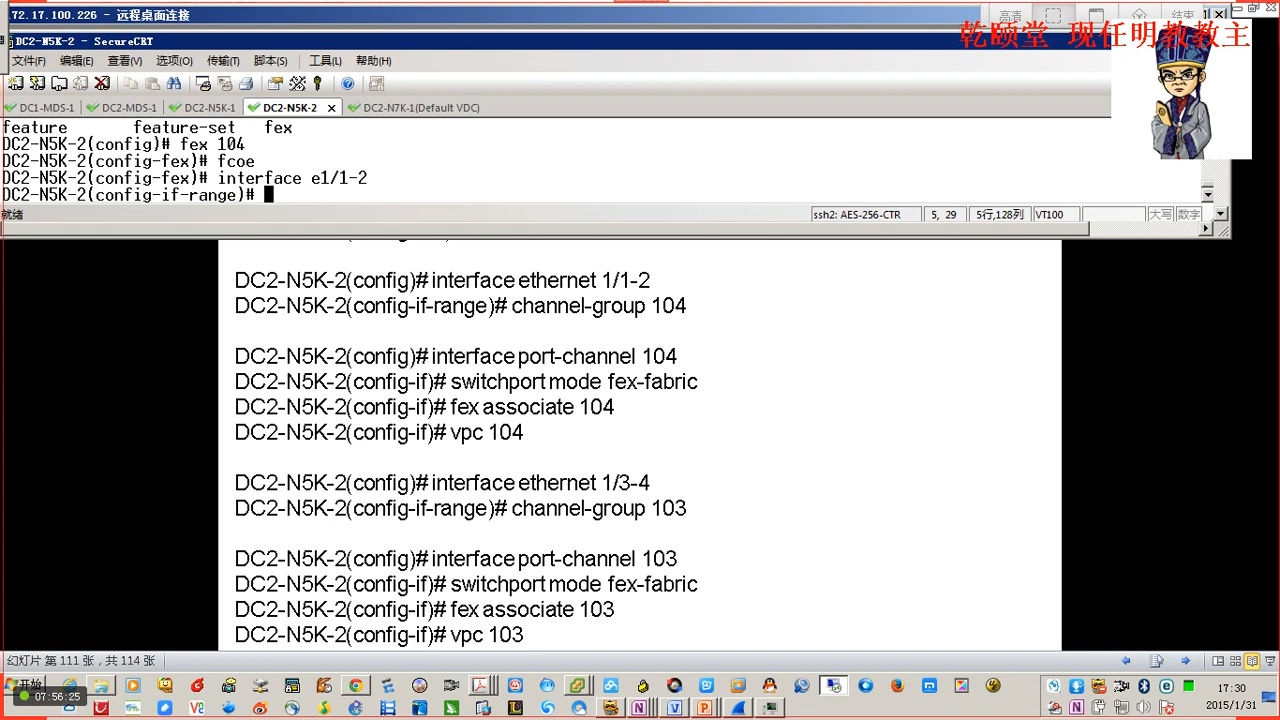 72.17.100.226 - 远程桌面连接
高清
结束
乾颐堂 现任明教教主
DC2-N5K-2 - SecureCRT
文件(F) 编辑(E) 查看(V) 选项(O) 传输(T) 脚本(S) 工具(L) 帮助(H)
DC1-MDS-1 DC2-MDS-1 DC2-N5K-1 DC2-N5K-2 DC2-N7K-1(Default VDC)
feature feature-set fex
DC2-N5K-2(config)# fex 104
DC2-N5K-2(config-fex)# fcoe
DC2-N5K-2(config-fex)# interface e1/1-2
DC2-N5K-2(config-if-range)#
就绪 ssh2: AES-256-CTR 5, 29 5行,128列 VT100 大写 数字
DC2-N5K-2(config)# interface ethernet 1/1-2
DC2-N5K-2(config-if-range)# channel-group 104
DC2-N5K-2(config)# interface port-channel 104
DC2-N5K-2(config-if)# switchport mode fex-fabric
DC2-N5K-2(config-if)# fex associate 104
DC2-N5K-2(config-if)# vpc 104
DC2-N5K-2(config)# interface ethernet 1/3-4
DC2-N5K-2(config-if-range)# channel-group 103
DC2-N5K-2(config)# interface port-channel 103
DC2-N5K-2(config-if)# switchport mode fex-fabric
DC2-N5K-2(config-if)# fex associate 103
DC2-N5K-2(config-if)# vpc 103
幻灯片 第 111 张，共 114 张
开始
07:56:25
17:30
2015/1/31